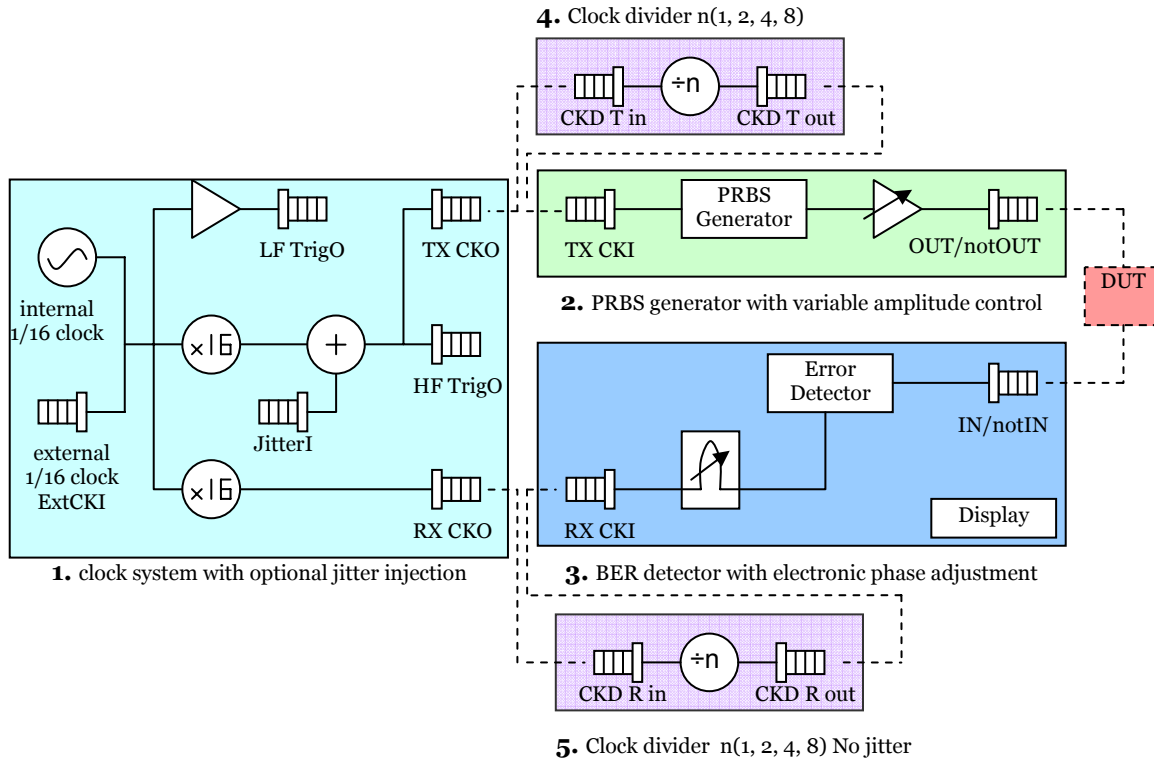 4. Clock divider n(1, 2, 4, 8)
÷n
CKD T in
CKD T out
LF TrigO
TX CKO
internal
1/16 clock
×16
+
HF TrigO
JitterI
external
1/16 clock
ExtCKI
×16
RX CKO
1. clock system with optional jitter injection
PRBS
Generator
TX CKI
OUT/notOUT
2. PRBS generator with variable amplitude control
DUT
Error
Detector
IN/notIN
RX CKI
Display
3. BER detector with electronic phase adjustment
÷n
CKD R in
CKD R out
5. Clock divider n(1, 2, 4, 8) No jitter